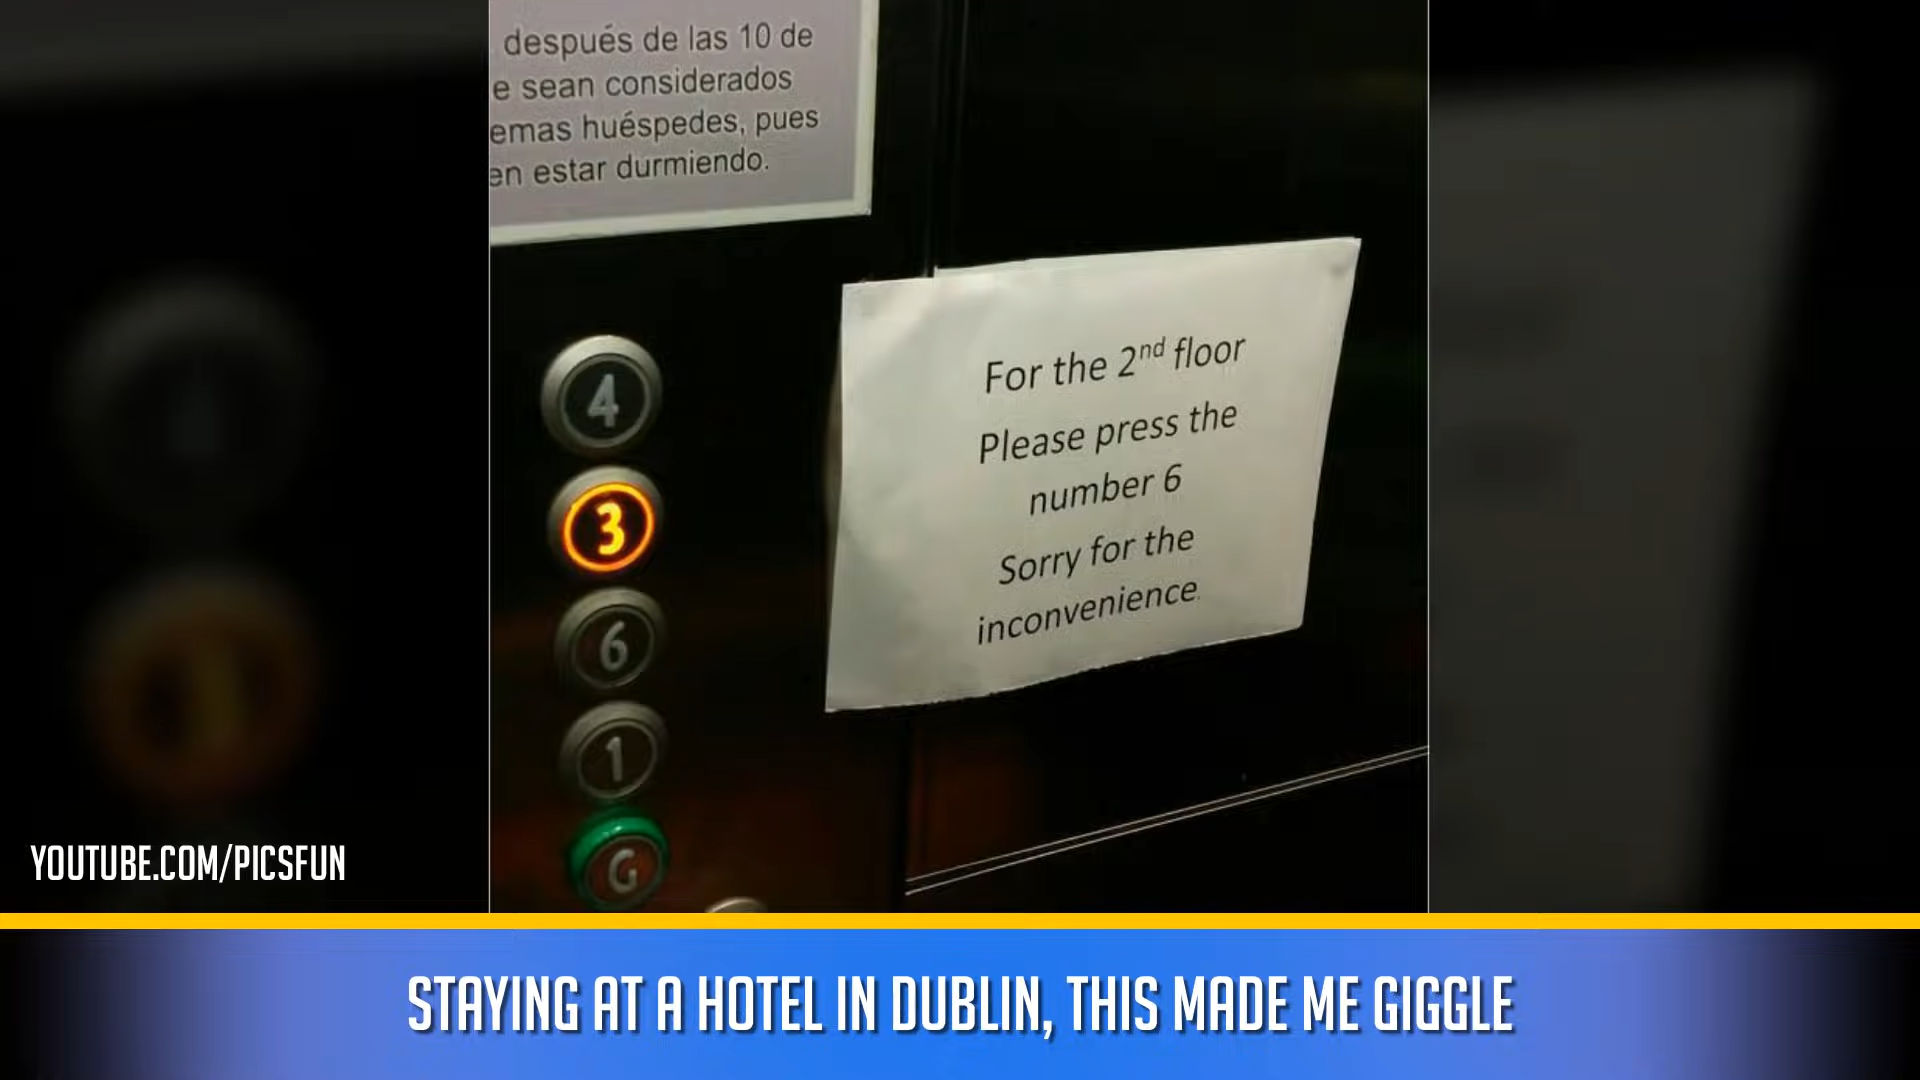 después de las 10 de
e sean considerados
emas huéspedes, pues
en estar durmiendo.
4
3
6
1
G
For the 2nd floor
Please press the
number 6
Sorry for the
inconvenience.
YOUTUBE.COM/PICSFUN
STAYING AT A HOTEL IN DUBLIN, THIS MADE ME GIGGLE